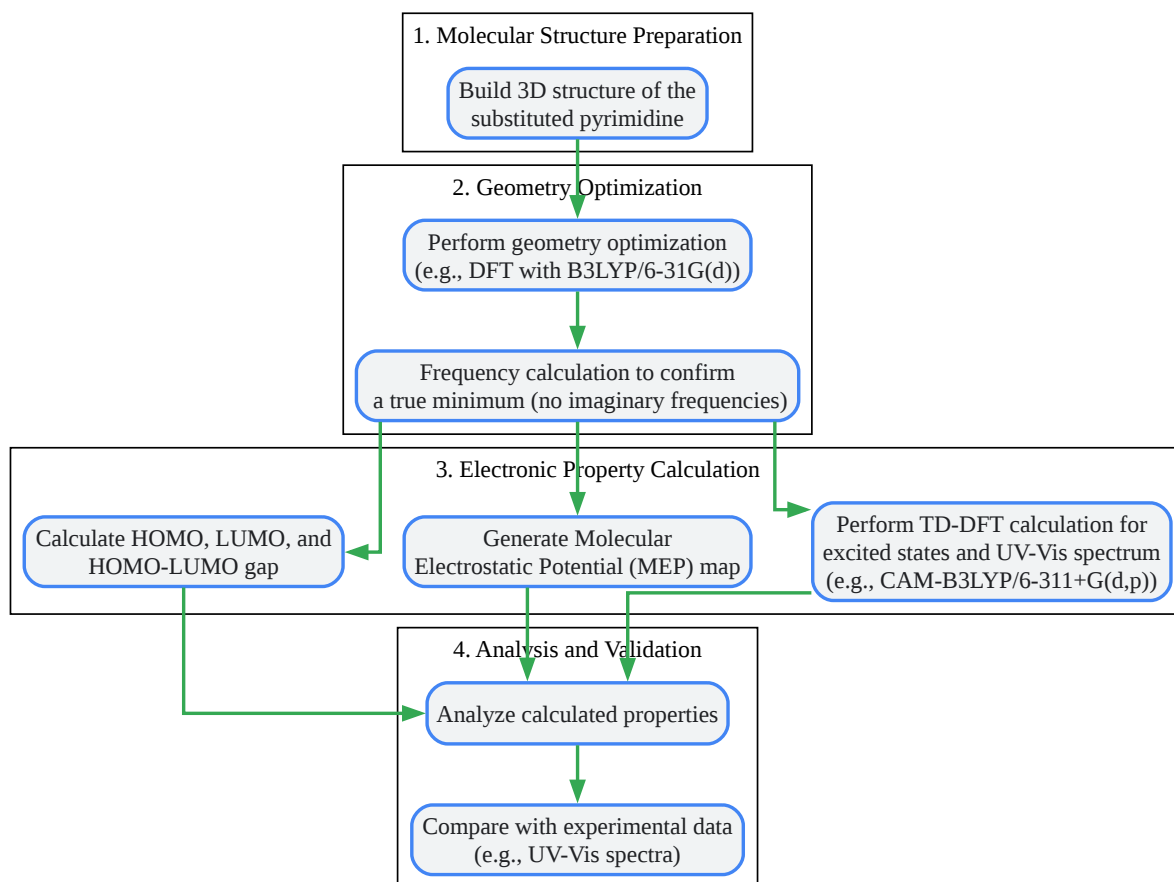 1. Molecular Structure Preparation
Build 3D structure of the
substituted pyrimidine
2. Geometry Optimization
Perform geometry optimization
(e.g., DFT with B3LYP/6-31G(d))
Frequency calculation to confirm
a true minimum (no imaginary frequencies)
3. Electronic Property Calculation
Calculate HOMO, LUMO, and
HOMO-LUMO gap
Generate Molecular
Electrostatic Potential (MEP) map
Perform TD-DFT calculation for
excited states and UV-Vis spectrum
(e.g., CAM-B3LYP/6-311+G(d,p))
4. Analysis and Validation
Analyze calculated properties
Compare with experimental data
(e.g., UV-Vis spectra)